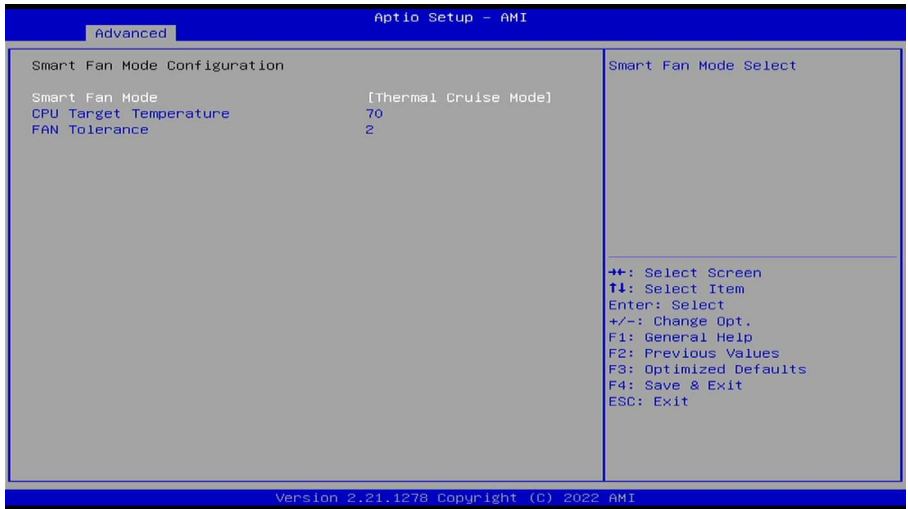 Aptio Setup – AMI
Advanced
Smart Fan Mode Configuration
Smart Fan Mode [Thermal Cruise Mode]
CPU Target Temperature 70
FAN Tolerance 2
Smart Fan Mode Select
→←: Select Screen
↑↓: Select Item
Enter: Select
+/-: Change Opt.
F1: General Help
F2: Previous Values
F3: Optimized Defaults
F4: Save & Exit
ESC: Exit
Version 2.21.1278 Copyright (C) 2022 AMI